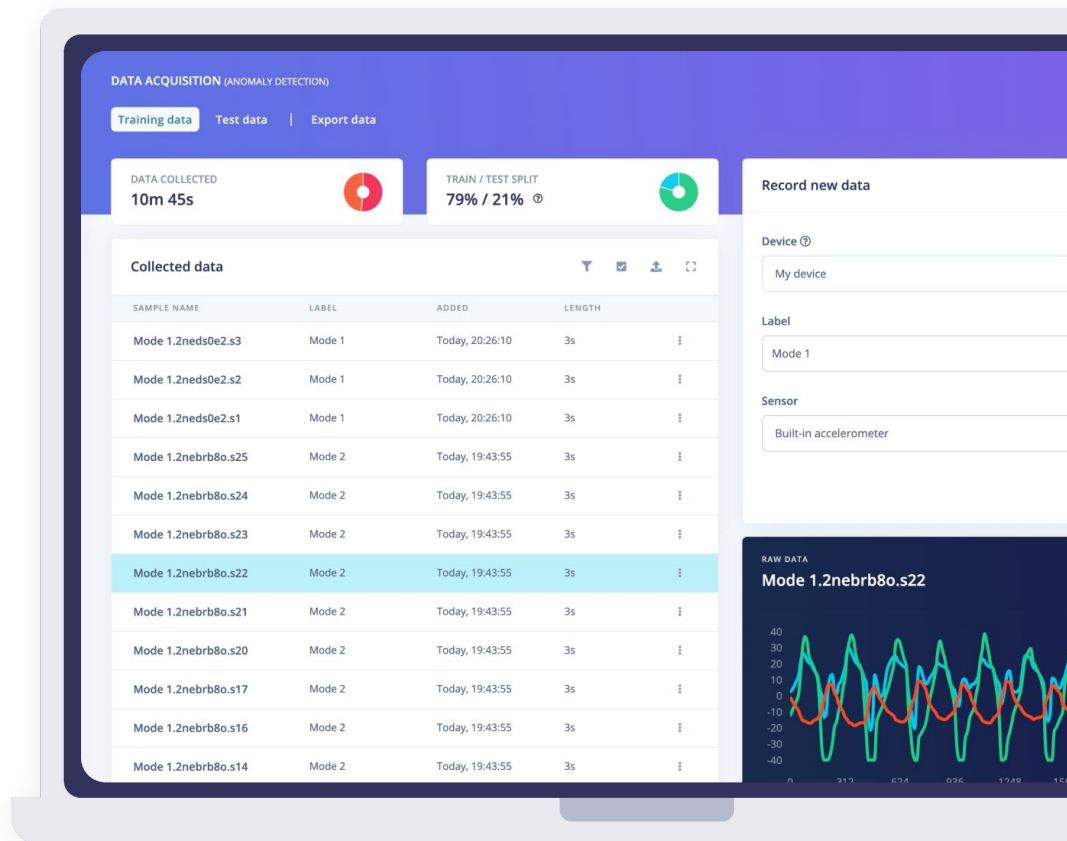 DATA ACQUISITION (ANOMALY DETECTION)
Training data Test data | Export data
DATA COLLECTED
10m 45s
TRAIN / TEST SPLIT
79% / 21% ?
Collected data
SAMPLE NAME LABEL ADDED LENGTH
Mode 1.2neds0e2.s3 Mode 1 Today, 20:26:10 3s
Mode 1.2neds0e2.s2 Mode 1 Today, 20:26:10 3s
Mode 1.2neds0e2.s1 Mode 1 Today, 20:26:10 3s
Mode 1.2nebrb8o.s25 Mode 2 Today, 19:43:55 3s
Mode 1.2nebrb8o.s24 Mode 2 Today, 19:43:55 3s
Mode 1.2nebrb8o.s23 Mode 2 Today, 19:43:55 3s
Mode 1.2nebrb8o.s22 Mode 2 Today, 19:43:55 3s
Mode 1.2nebrb8o.s21 Mode 2 Today, 19:43:55 3s
Mode 1.2nebrb8o.s20 Mode 2 Today, 19:43:55 3s
Mode 1.2nebrb8o.s17 Mode 2 Today, 19:43:55 3s
Mode 1.2nebrb8o.s16 Mode 2 Today, 19:43:55 3s
Mode 1.2nebrb8o.s14 Mode 2 Today, 19:43:55 3s
Record new data
Device ?
My device
Label
Mode 1
Sensor
Built-in accelerometer
RAW DATA
Mode 1.2nebrb8o.s22
40
30
20
10
0
-10
-20
-30
-40
0 312 624 936 1248